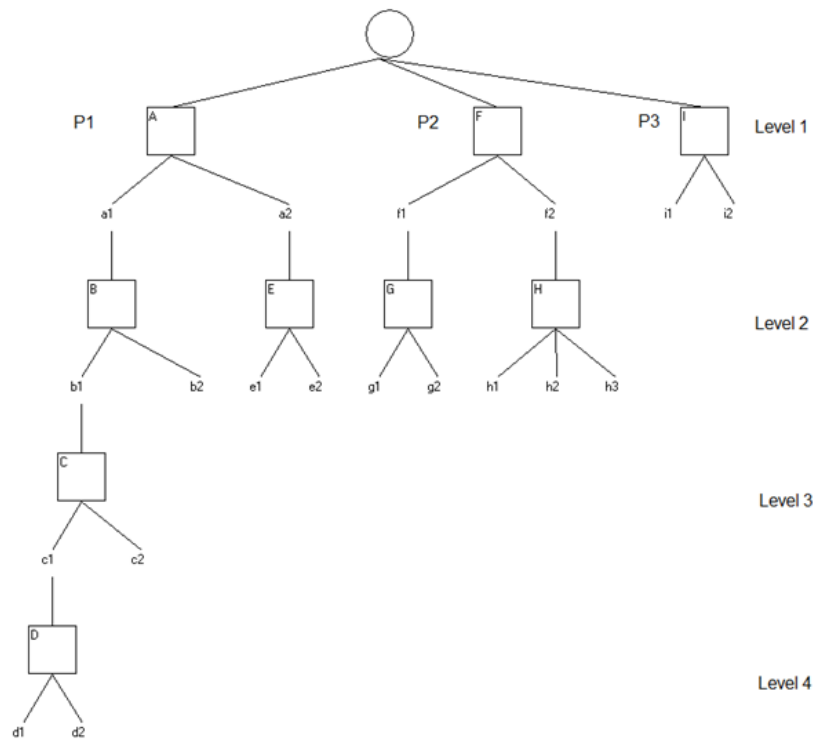 P1 A P2 F P3 I Level 1
a1 a2 f1 f2 i1 i2
B E G H Level 2
b1 b2 e1 e2 g1 g2 h1 h2 h3
C Level 3
c1 c2
D Level 4
d1 d2